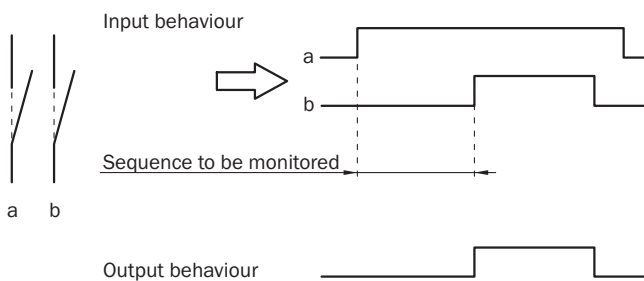 Input behaviour
a
b
Sequence to be monitored
a b
Output behaviour